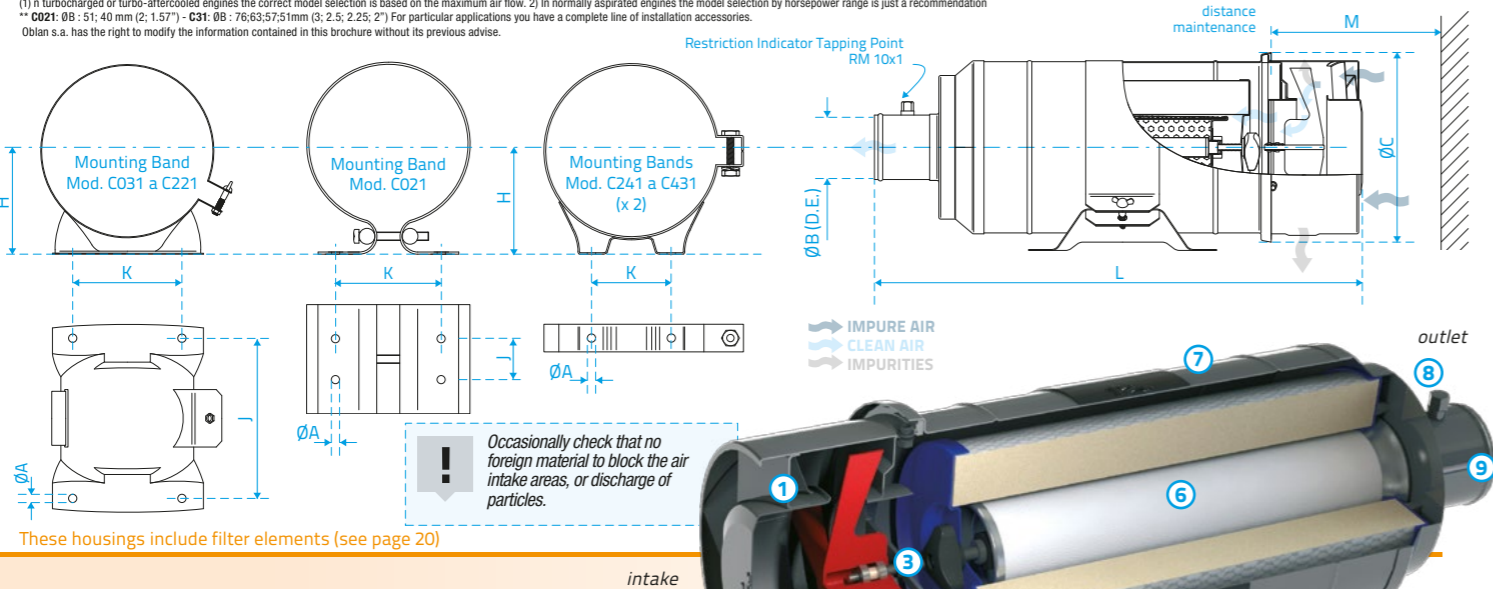 (1) n turbocharged or turbo-aftercooled engines the correct model selection is based on the maximum air flow. 2) In normally aspirated engines the model selection by horsepower range is just a recommendation
** C021: ØB : 51; 40 mm (2; 1.57”) - C31: ØB : 76;63;57;51mm (3; 2.5; 2.25; 2”) For particular applications you have a complete line of installation accessories.
Oblan s.a. has the right to modify the information contained in this brochure without its previous advise.
distance
maintenance
M
Restriction Indicator Tapping Point
RM 10x1
Mounting Band
Mod. C031 a C221
H
K
Mounting Band
Mod. C021
K
Mounting Bands
Mod. C241 a C431
(x 2)
H
K
ØB (D.E.)
ØC
L
J
ØA
J
ØA
ØA
IMPURE AIR
CLEAN AIR
IMPURITIES
!
Occasionally check that no
foreign material to block the air
intake areas, or discharge of
particles.
outlet
7
8
9
1
6
3
These housings include filter elements (see page 20)
intake